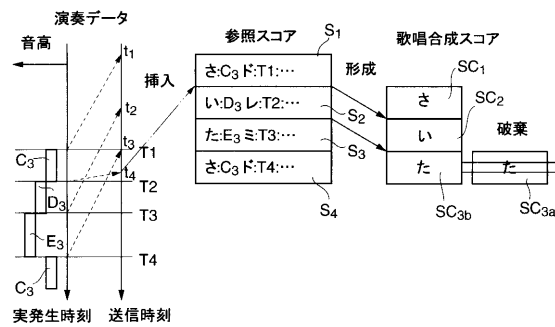 演奏データ
音高
t1
t2
t3
t4
T1
T2
T3
T4
C3
D3
E3
C3
実発生時刻
送信時刻
挿入
参照スコア
S1
さ:C3ド:T1:…
い:D3レ:T2:…
た:E3ミ:T3:…
さ:C3ド:T4:…
S2
S3
S4
形成
歌唱合成スコア
SC1
さ
SC2
い
た
SC3b
破棄
た
SC3a